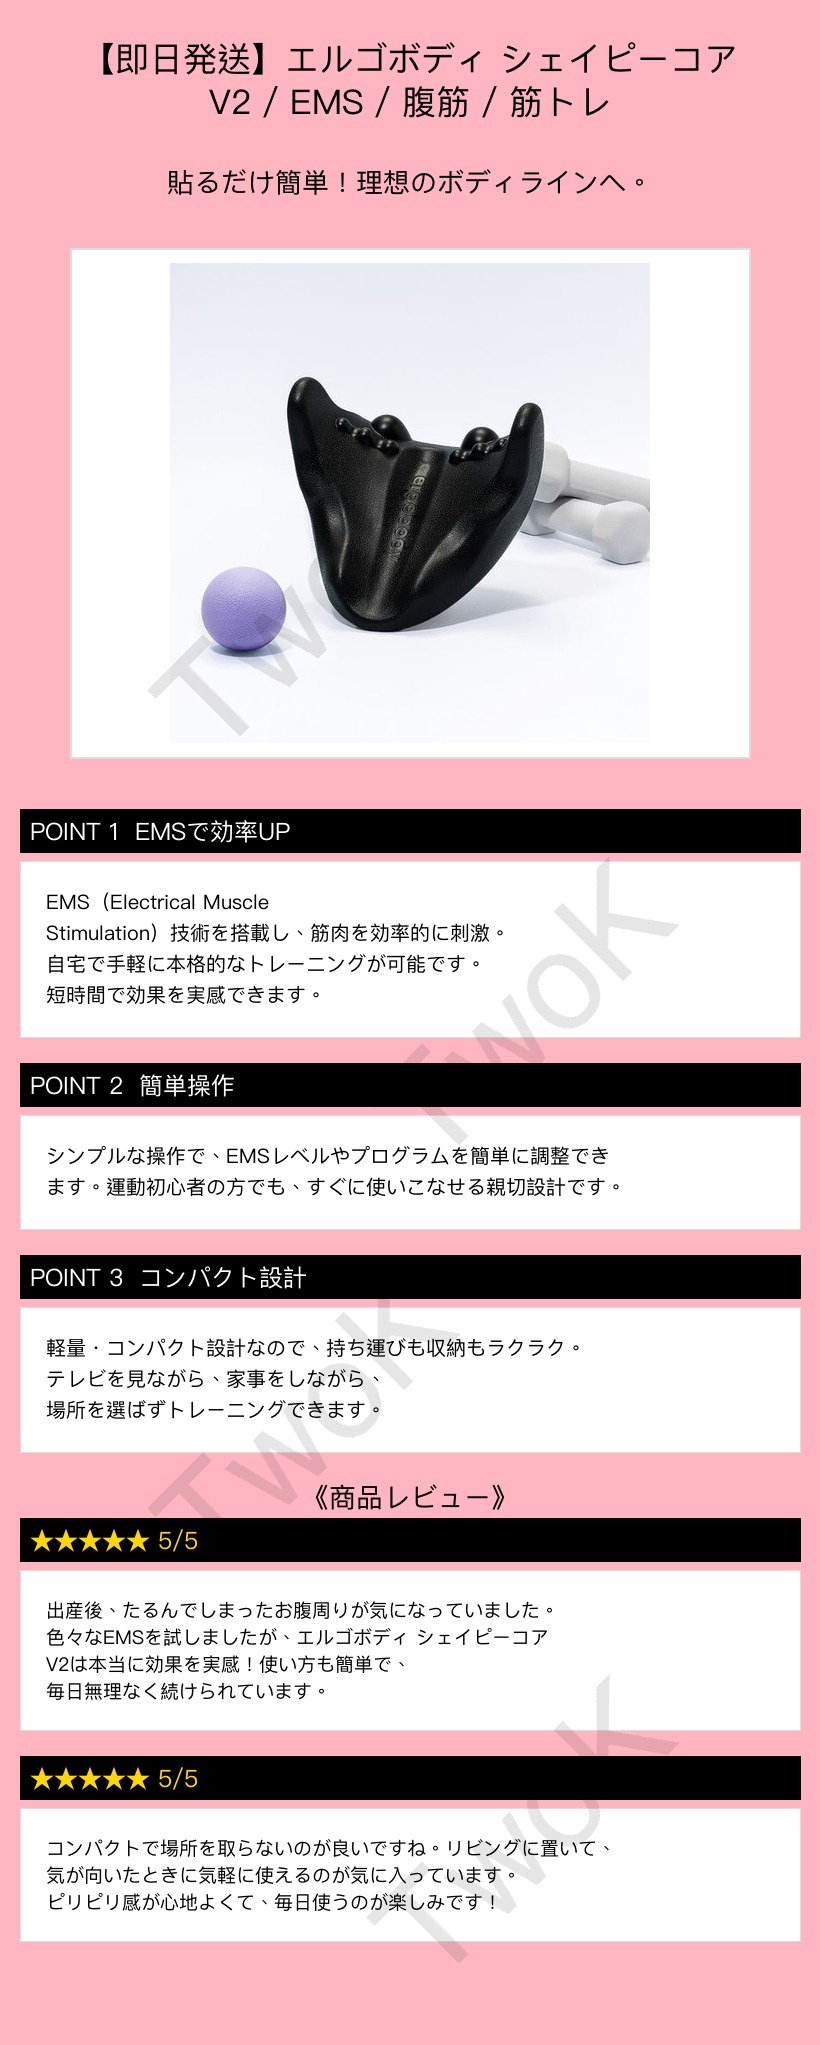 【即日発送】エルゴボディ シェイピーコア
V2 / EMS / 腹筋 / 筋トレ
貼るだけ簡単！理想のボディラインへ。
ergobody
TwoK
POINT 1 EMSで効率UP
EMS（Electrical Muscle
Stimulation）技術を搭載し、筋肉を効率的に刺激。
自宅で手軽に本格的なトレーニングが可能です。
短時間で効果を実感できます。
TwoK
POINT 2 簡単操作
シンプルな操作で、EMSレベルやプログラムを簡単に調整でき
ます。運動初心者の方でも、すぐに使いこなせる親切設計です。
POINT 3 コンパクト設計
軽量・コンパクト設計なので、持ち運びも収納もラクラク。
テレビを見ながら、家事をしながら、
場所を選ばずトレーニングできます。
TwoK
《商品レビュー》
★★★★★ 5/5
出産後、たるんでしまったお腹周りが気になっていました。
色々なEMSを試しましたが、エルゴボディ シェイピーコア
V2は本当に効果を実感！使い方も簡単で、
毎日無理なく続けられています。
★★★★★ 5/5
コンパクトで場所を取らないのが良いですね。リビングに置いて、
気が向いたときに気軽に使えるのが気に入っています。
ピリピリ感が心地よくて、毎日使うのが楽しみです！
TwoK